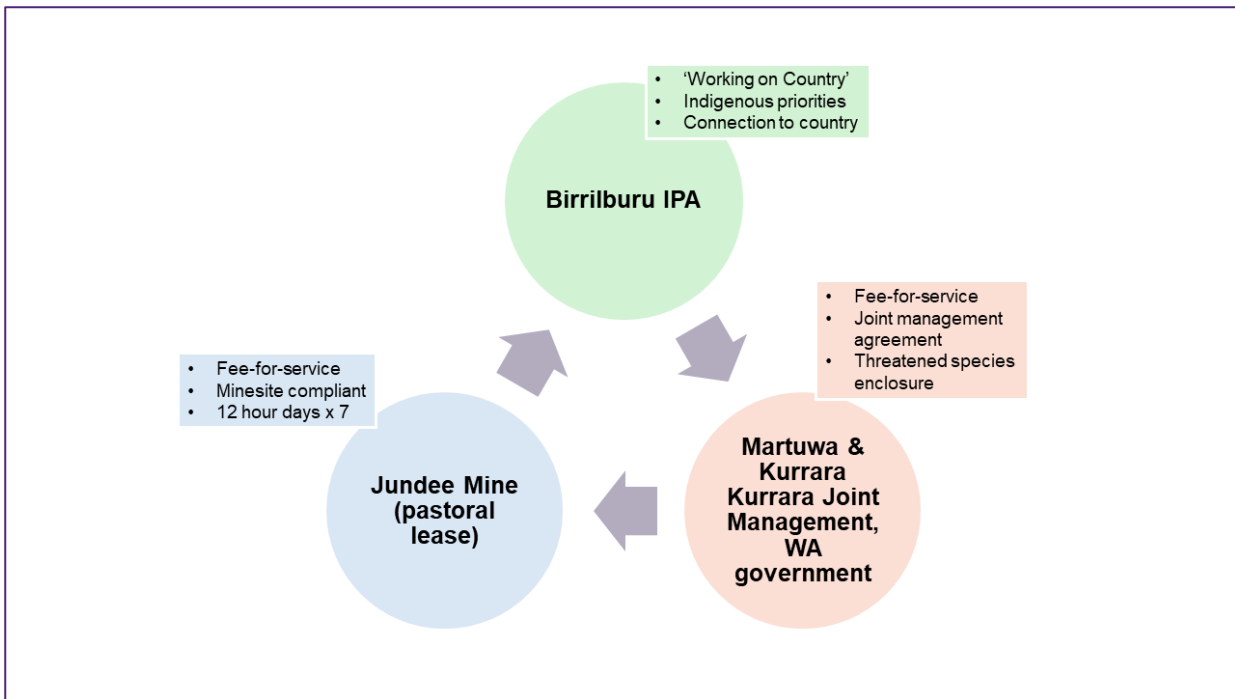 • ‘Working on Country’
• Indigenous priorities
• Connection to country
Birrilburu IPA
• Fee-for-service
• Joint management
agreement
• Threatened species
enclosure
Martuwa &
Kurrara
Kurrara Joint
Management,
WA
government
• Fee-for-service
• Minesite compliant
• 12 hour days x 7
Jundee Mine
(pastoral
lease)